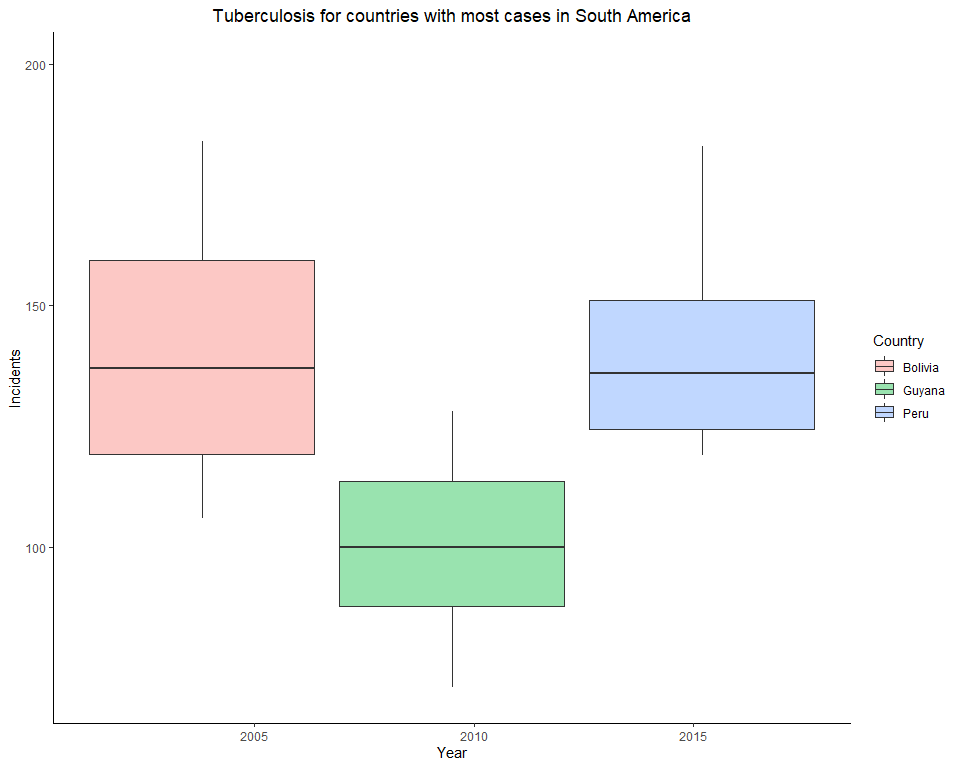 Tuberculosis for countries with most cases in South America
200
150
100
Incidents
2005
2010
2015
Year
Country
Bolivia
Guyana
Peru